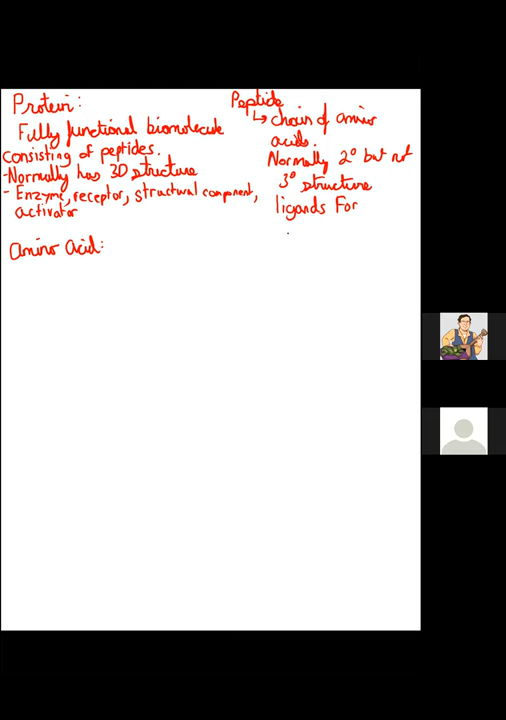 Protein:
Fully functional biomolecule
consisting of peptides.
-Normally has 3D structure
- Enzyme, receptor, structural component,
activator
Peptide
↳ chain of amino
acids.
Normally 2° but not
3° structure
ligands For
Amino Acid: